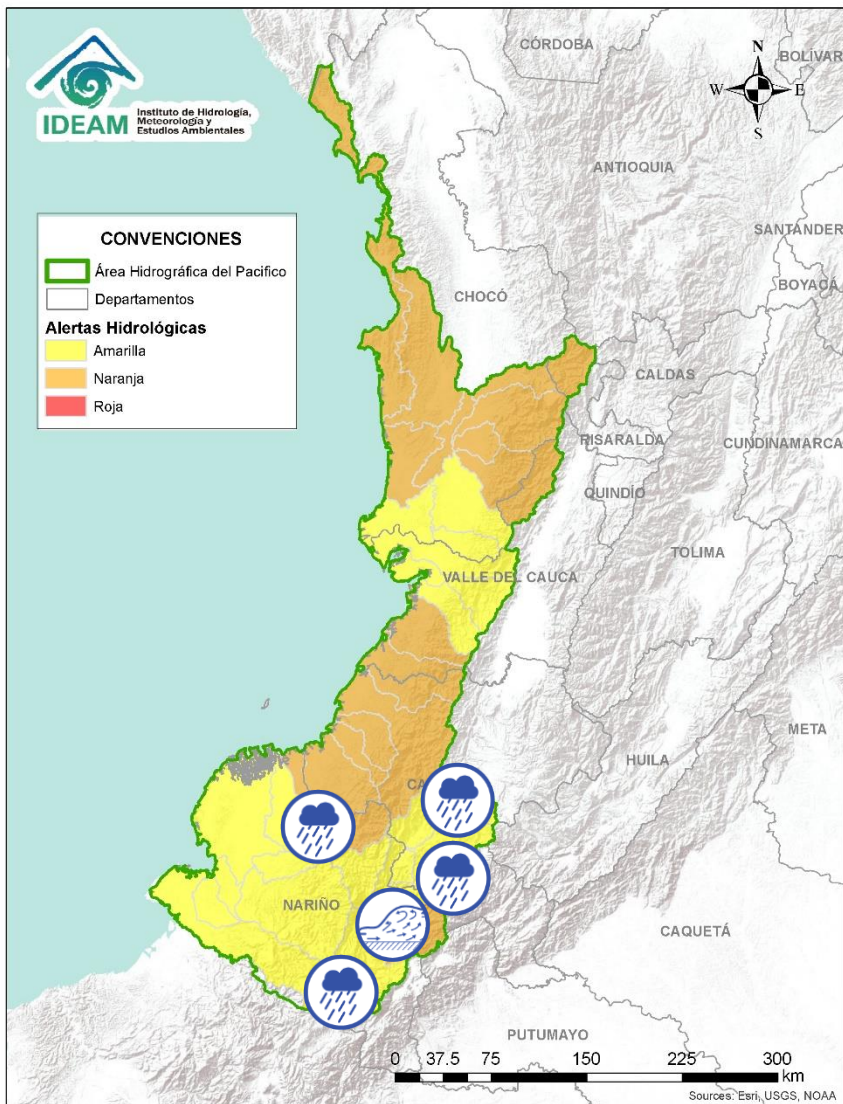 IDEAM
Instituto de Hidrología,
Meteorología y
Estudios Ambientales
CÓRDOBA
BOLÍVAR
N
W
E
S
ANTIOQUIA
SANTANDER
BOYACÁ
CONVENCIONES
Área Hidrográfica del Pacifico
Departamentos
Alertas Hidrológicas
Amarilla
Naranja
Roja
CHOCÓ
CALDAS
RISARALDA
CUNDINAMARCA
QUINDÍO
TOLIMA
VALLE DEL CAUCA
META
HUILA
CA
NARIÑO
CAQUETÁ
PUTUMAYO
0 37.5 75 150 225 300
km
Sources: Esri, USGS, NOAA